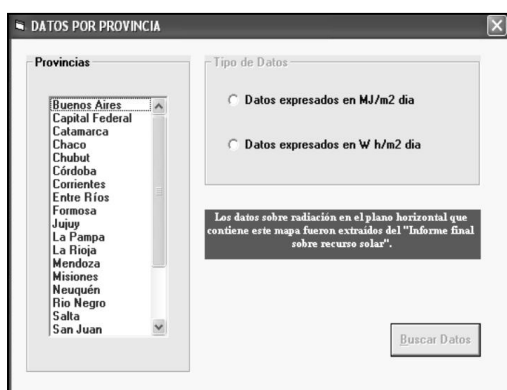 DATOS POR PROVINCIA
Provincias
Buenos Aires
Capital Federal
Catamarca
Chaco
Chubut
Córdoba
Corrientes
Entre Ríos
Formosa
Jujuy
La Pampa
La Rioja
Mendoza
Misiones
Neuquén
Rio Negro
Salta
San Juan
Tipo de Datos
Datos expresados en MJ/m2 dia
Datos expresados en W h/m2 dia
Los datos sobre radiación en el plano horizontal que
contiene este mapa fueron extraídos del "Informe final
sobre recurso solar".
Buscar Datos